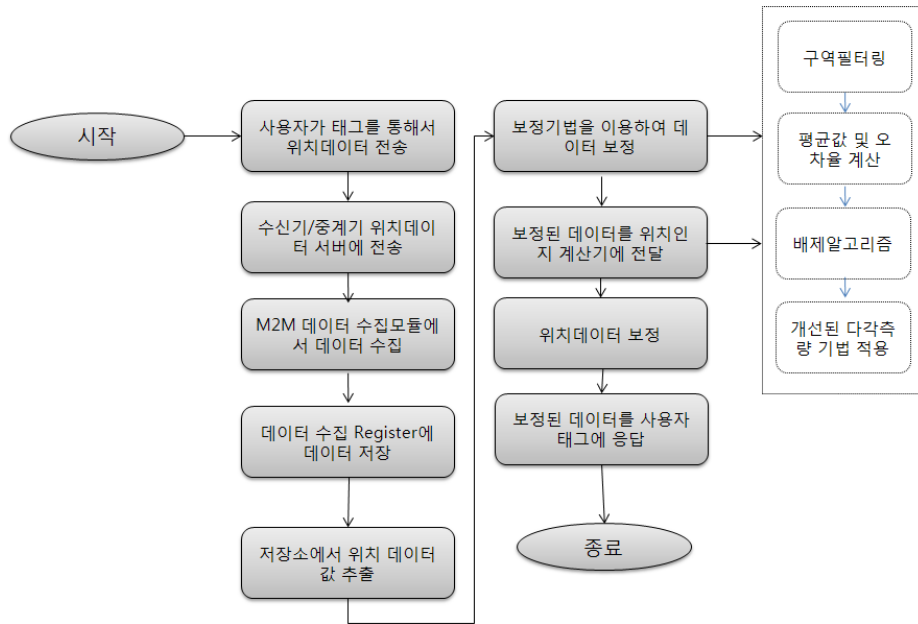 시작
사용자가 태그를 통해서
위치데이터 전송
수신기/중계기 위치데이
터 서버에 전송
M2M 데이터 수집모듈에
서 데이터 수집
데이터 수집 Register에
데이터 저장
저장소에서 위치 데이터
값 추출
보정기법을 이용하여 데
이터 보정
보정된 데이터를 위치인
지 계산기에 전달
위치데이터 보정
보정된 데이터를 사용자
태그에 응답
종료
구역필터링
평균값 및 오
차율 계산
배제알고리즘
개선된 다각측
량 기법 적용